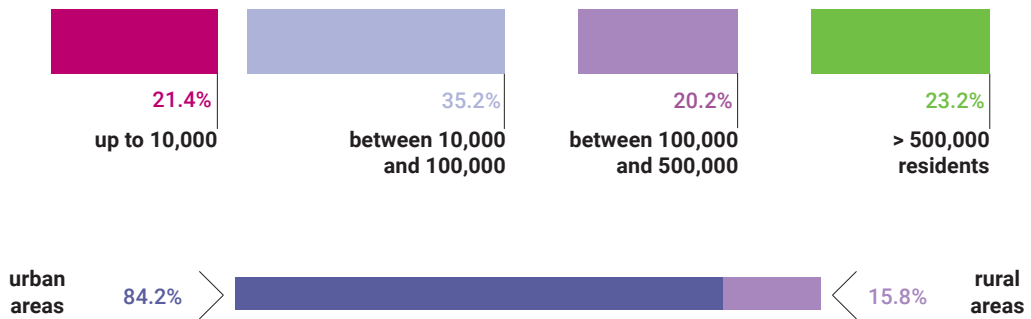 21.4%
up to 10,000
35.2%
between 10,000
and 100,000
20.2%
between 100,000
and 500,000
23.2%
> 500,000
residents
urban
areas
84.2%
15.8%
rural
areas